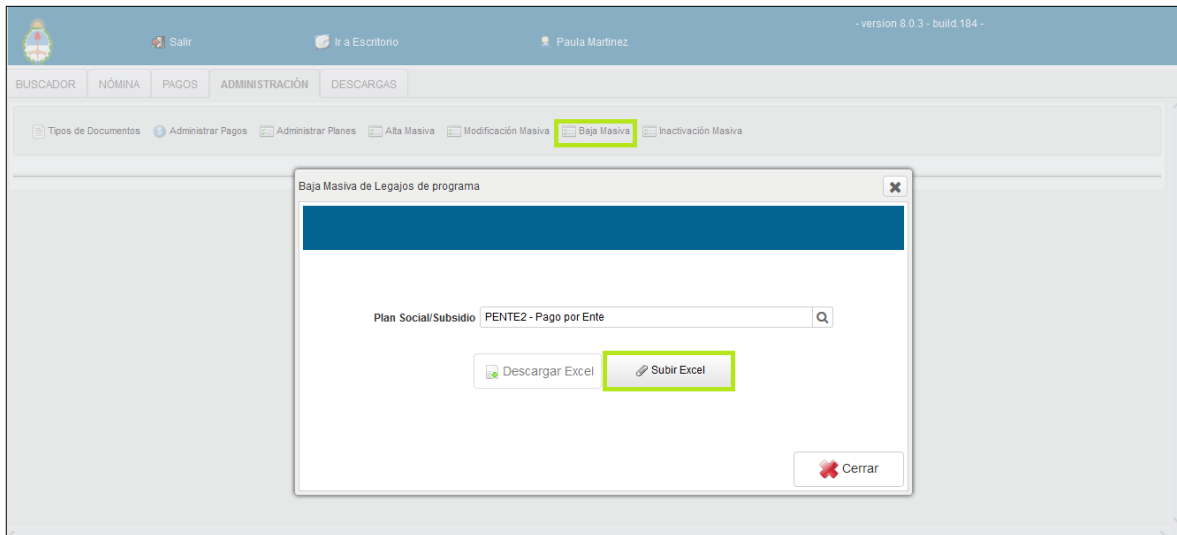 - version 8.0.3 - build.184 -
Salir Ir a Escritorio Paula Martinez
BUSCADOR NÓMINA PAGOS ADMINISTRACIÓN DESCARGAS
Tipos de Documentos Administrar Pagos Administrar Planes Alta Masiva Modificación Masiva Baja Masiva Inactivación Masiva
Baja Masiva de Legajos de programa
Plan Social/Subsidio PENTE2 - Pago por Ente
Descargar Excel Subir Excel
Cerrar